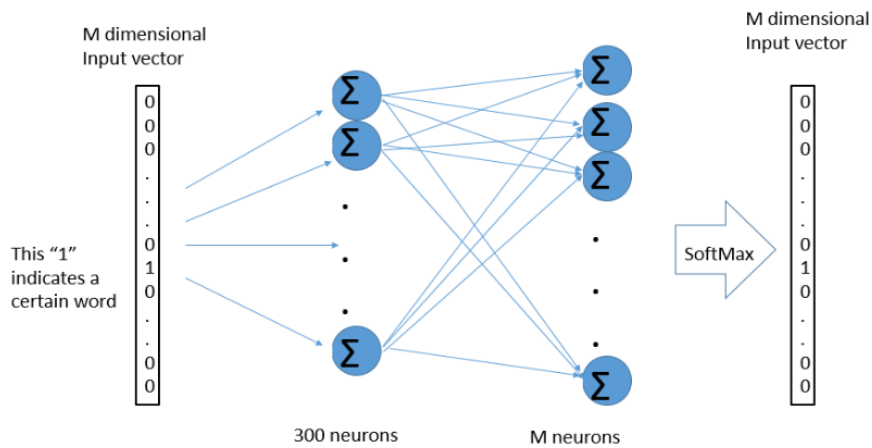 M dimensional
Input vector
0
0
0
.
.
.
0
1
0
.
.
0
0
This “1”
indicates a
certain word
Σ
Σ
.
.
.
Σ
300 neurons
Σ
Σ
Σ
.
.
.
Σ
M neurons
SoftMax
M dimensional
Input vector
0
0
0
.
.
.
0
1
0
.
.
0
0